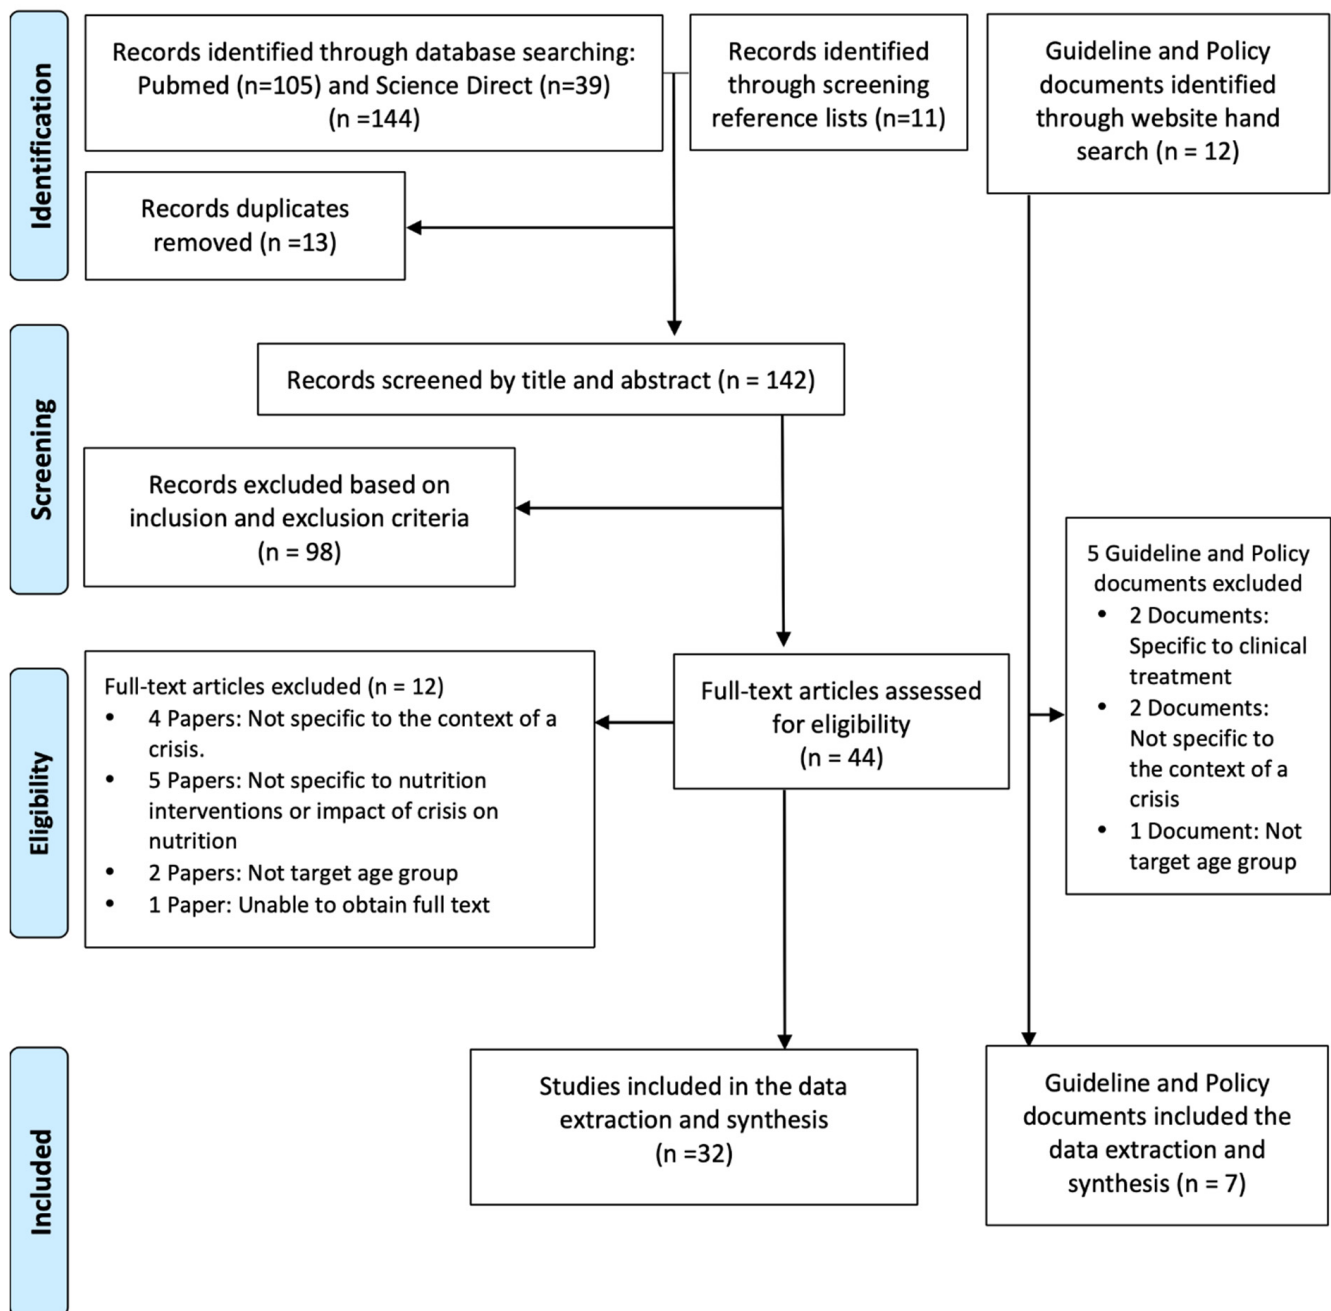 Identification
Records identified through database searching:
Pubmed (n=105) and Science Direct (n=39)
(n =144)
Records identified
through screening
reference lists (n=11)
Guideline and Policy
documents identified
through website hand
search (n = 12)
Records duplicates
removed (n =13)
Screening
Records screened by title and abstract (n = 142)
Records excluded based on
inclusion and exclusion criteria
(n = 98)
5 Guideline and Policy
documents excluded
• 2 Documents:
Specific to clinical
treatment
• 2 Documents:
Not specific to
the context of a
crisis
• 1 Document: Not
target age group
Eligibility
Full-text articles excluded (n = 12)
• 4 Papers: Not specific to the context of a
crisis.
• 5 Papers: Not specific to nutrition
interventions or impact of crisis on
nutrition
• 2 Papers: Not target age group
• 1 Paper: Unable to obtain full text
Full-text articles assessed
for eligibility
(n = 44)
Included
Studies included in the data
extraction and synthesis
(n =32)
Guideline and Policy
documents included the
data extraction and
synthesis (n = 7)